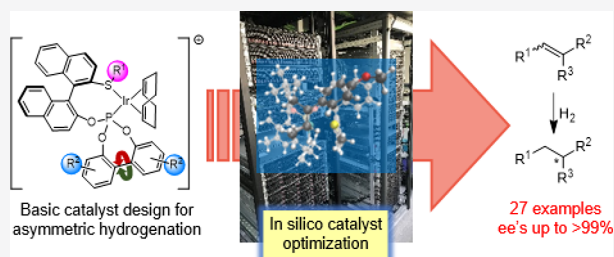 R¹
S
Ir
O
P
O
O
R²
R²
⊕
Basic catalyst design for
asymmetric hydrogenation
In silico catalyst
optimization
R¹
R²
R³
H₂
R¹
*
R²
R³
27 examples
ee's up to >99%